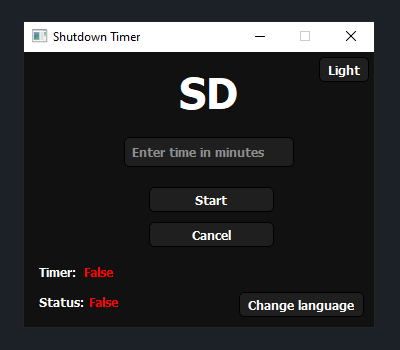 Shutdown Timer
Light
SD
Enter time in minutes
Start
Cancel
Timer: False
Status: False
Change language